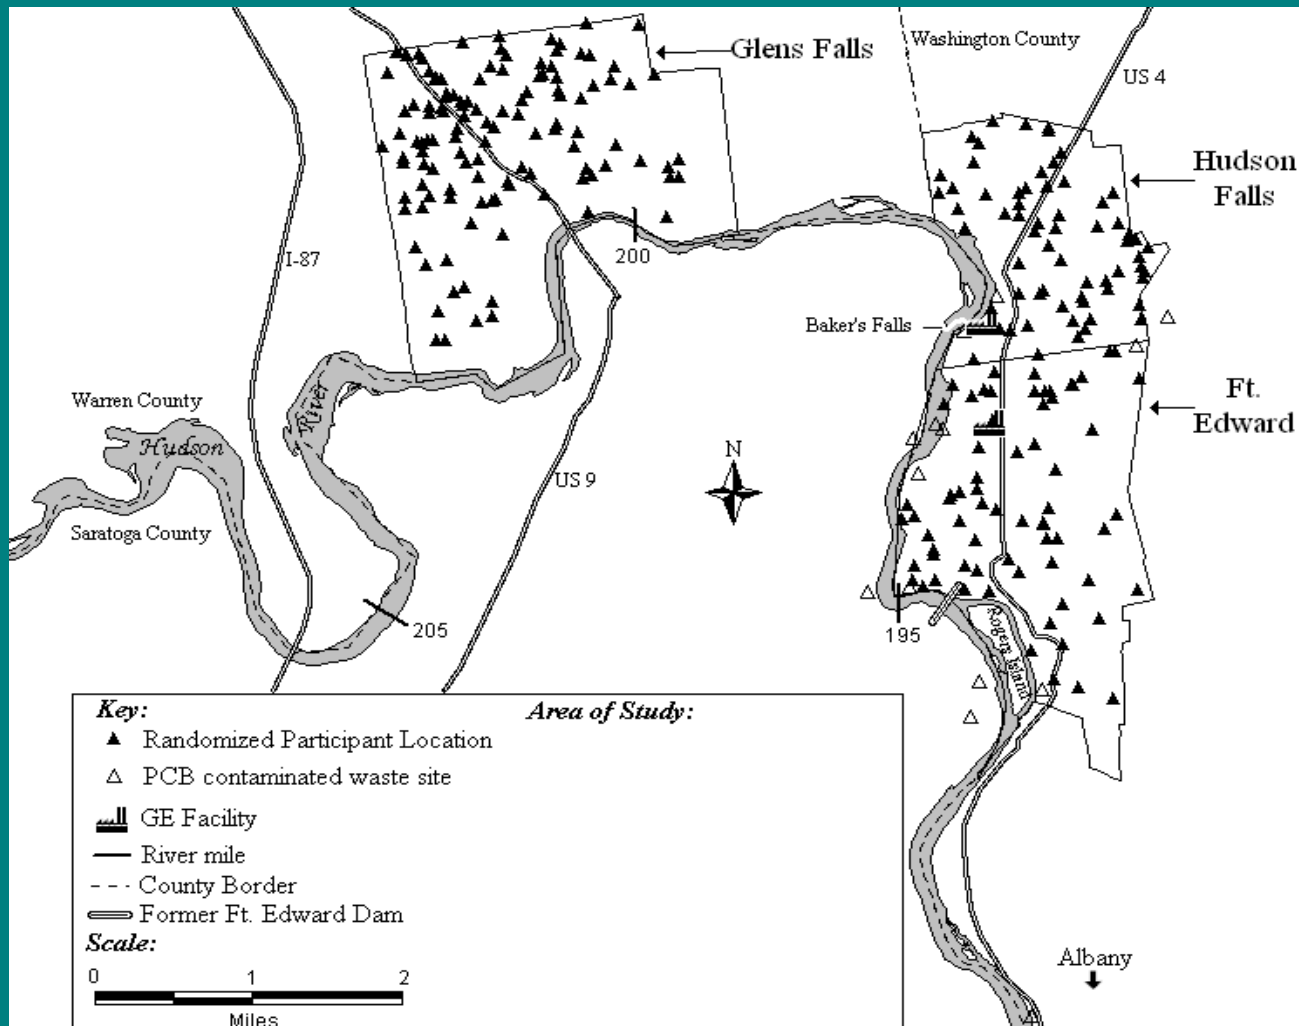 Glens Falls
Washington County
US 4
Hudson
Falls
I-87
200
Baker's Falls
Ft.
Edward
Warren County
River
Hudson
N
US 9
Saratoga County
205
195
Rogers Island
Key:
Area of Study:
Randomized Participant Location
PCB contaminated waste site
GE Facility
River mile
County Border
Former Ft. Edward Dam
Scale:
0 1 2
Miles
Albany